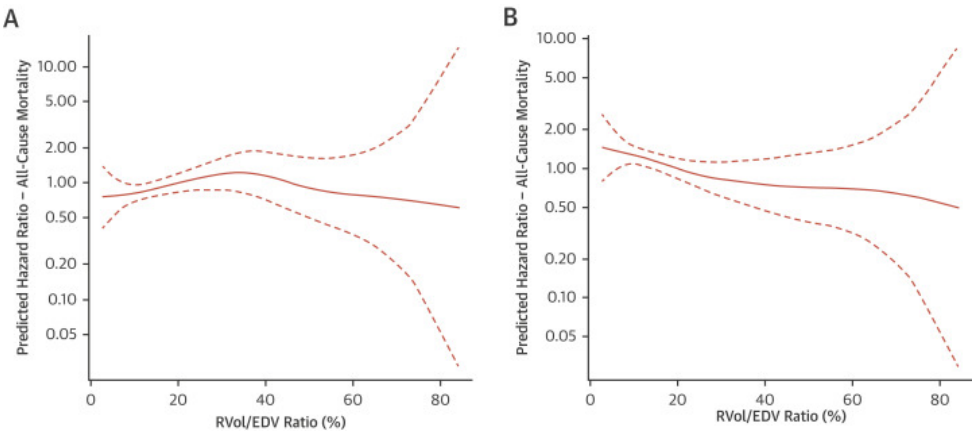 A
Predicted Hazard Ratio – All-Cause Mortality
10.00
5.00
2.00
1.00
0.50
0.20
0.10
0.05
0 20 40 60 80
RVol/EDV Ratio (%)
B
Predicted Hazard Ratio – All-Cause Mortality
10.00
5.00
2.00
1.00
0.50
0.20
0.10
0.05
0 20 40 60 80
RVol/EDV Ratio (%)